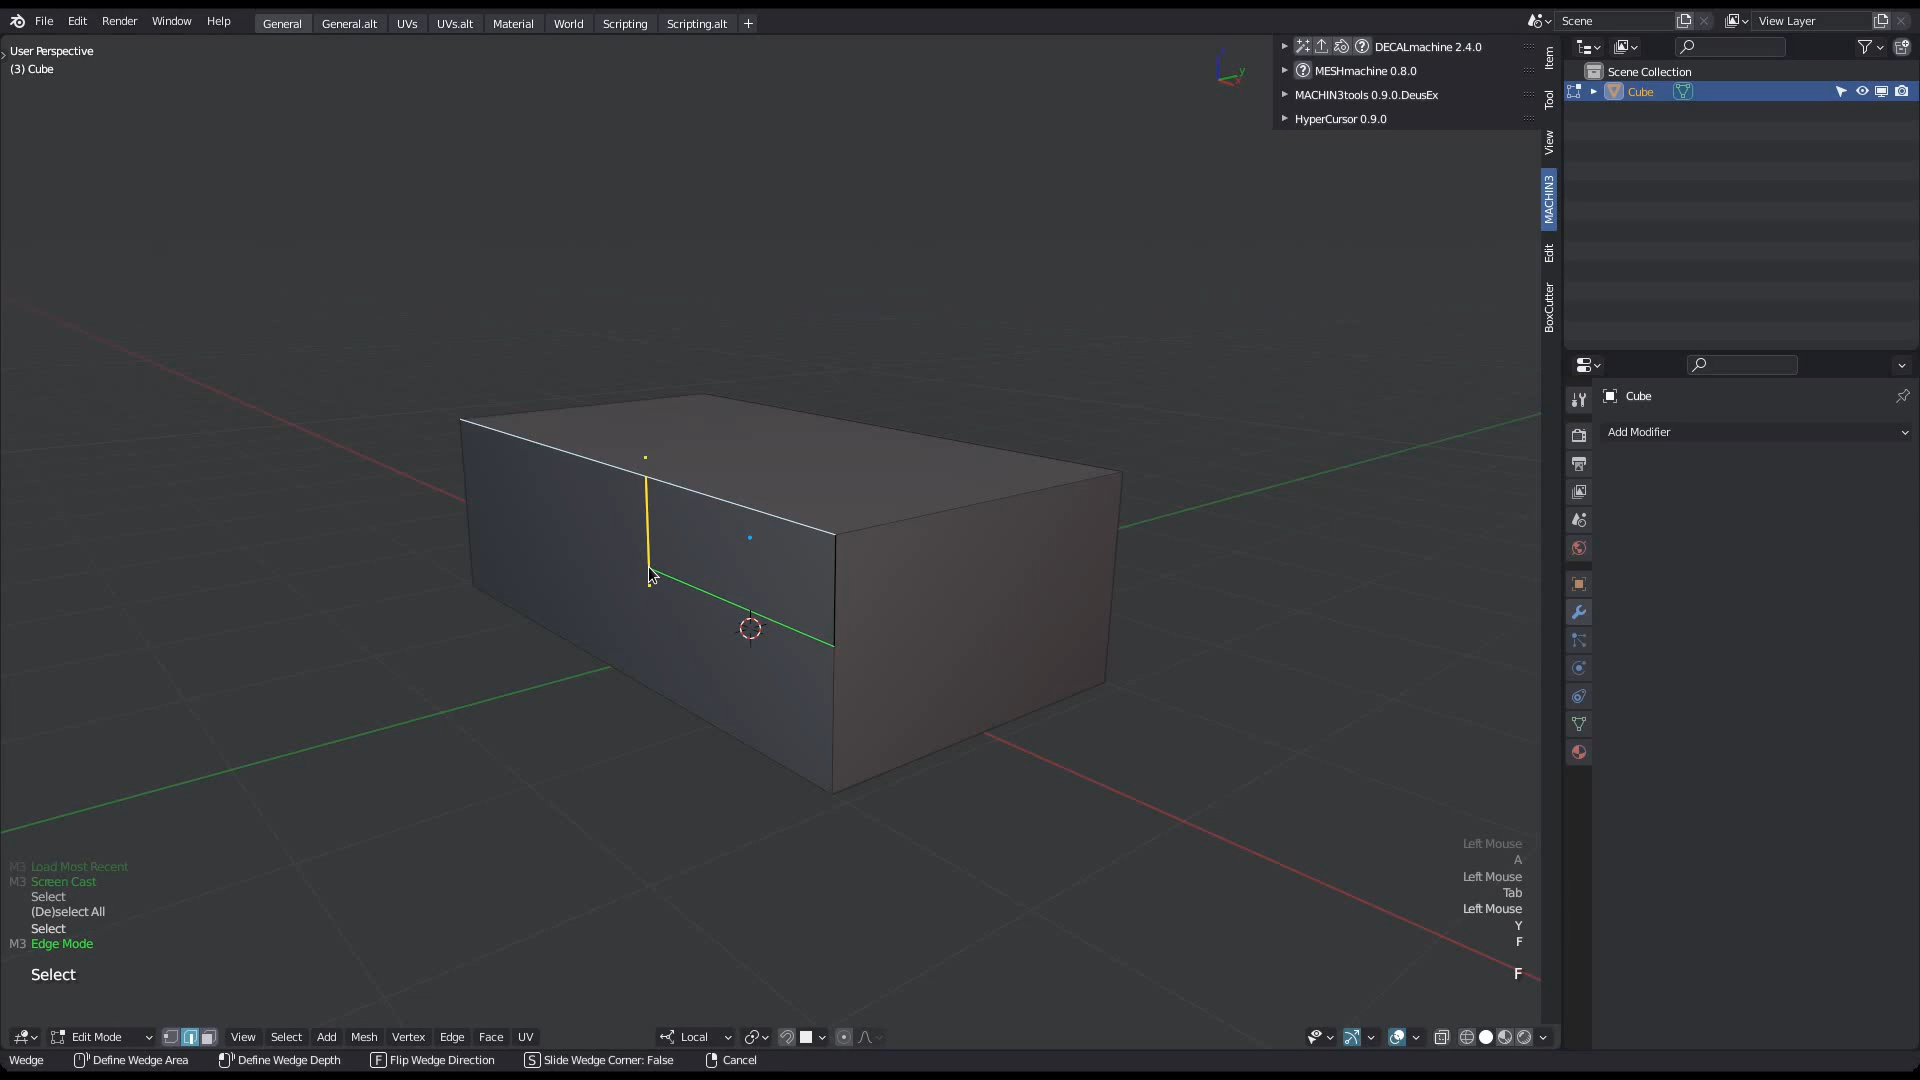 File Edit Render Window Help General General.alt UVs UVs.alt Material World Scripting Scripting.alt + Scene View Layer
User Perspective
(3) Cube
DECALmachine 2.4.0
MESHmachine 0.8.0
MACHIN3tools 0.9.0.DeusEx
HyperCursor 0.9.0
Item
Tool
View
MACHIN3
Edit
BoxCutter
Scene Collection
Cube
Cube
Add Modifier
y
M3 Load Most Recent
M3 Screen Cast
Select
(De)select All
Select
M3 Edge Mode
Select
Left Mouse
A
Left Mouse
Tab
Left Mouse
Y
F
F
Edit Mode View Select Add Mesh Vertex Edge Face UV Local
Wedge Define Wedge Area Define Wedge Depth F Flip Wedge Direction S Slide Wedge Corner: False Cancel